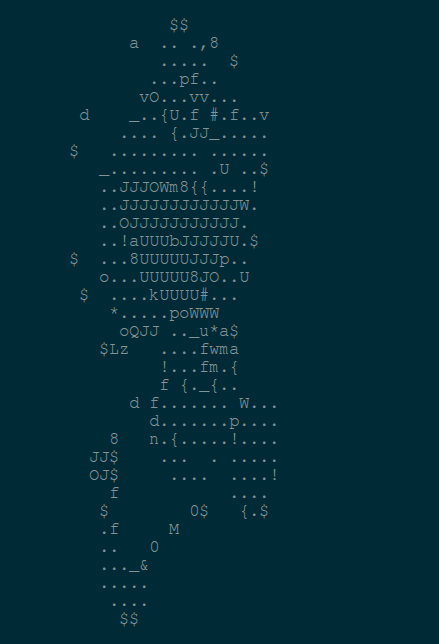 $$
a  .. .,8
.....  $
...pf..
vO...vv...
d    _..{U.f #.f..v
.... {.JJ_.....
$   ......... ......
_......... .U ..$
..JJJOWm8{{....!
..JJJJJJJJJJJJW.
..OJJJJJJJJJJJ.
..!aUUUbJJJJJU.$
$  ...8UUUUUJJJp..
o...UUUUU8JO..U
$  ....kUUUU#...
*.....poWWW
oQJJ .._u*a$
$Lz   ....fwma
!...fm.{
f {._{..
d f....... W...
d.......p....
8   n.{.....!....
JJ$    ...  . .....
OJ$     ....  ....!
f           ....
$        0$   {.$
.f     M
..   0
..._&
.....
....
$$